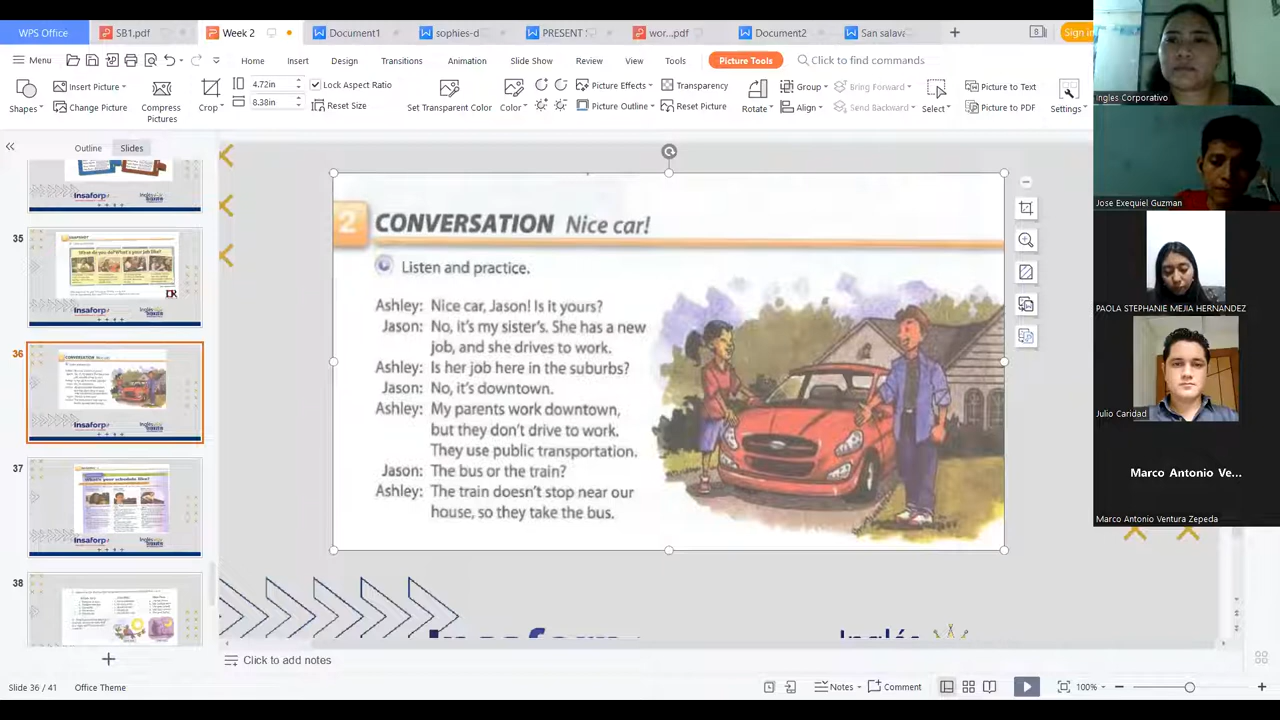 WPS Office
SB1.pdf
Week 2
Document1
sophies-d
PRESENT
wor...pdf
Document2
San salava
Sign in
Menu
Home
Insert
Design
Transitions
Animation
Slide Show
Review
View
Tools
Picture Tools
Click to find commands
Shapes
Insert Picture
Change Picture
Compress Pictures
Crop
4.72in
8.38in
Lock Aspect Ratio
Reset Size
Set Transparent Color
Color
Picture Effects
Picture Outline
Transparency
Reset Picture
Rotate
Group
Align
Bring Forward
Send Backward
Select
Picture to Text
Picture to PDF
Settings
Outline
Slides
35
36
37
38
2 CONVERSATION Nice car!
Listen and practice.
Ashley: Nice car, Jason! Is it yours?
Jason: No, it's my sister's. She has a new
job, and she drives to work.
Ashley: Is her job here in the suburbs?
Jason: No, it's downtown.
Ashley: My parents work downtown,
but they don't drive to work.
They use public transportation.
Jason: The bus or the train?
Ashley: The train doesn't stop near our
house, so they take the bus.
Ingles Corporativo
Jose Exequiel Guzman
PAOLA STEPHANIE MEJIA HERNANDEZ
Julio Caridad
Marco Antonio Ve...
Marco Antonio Ventura Zepeda
Click to add notes
Slide 36 / 41
Office Theme
Notes
Comment
100%